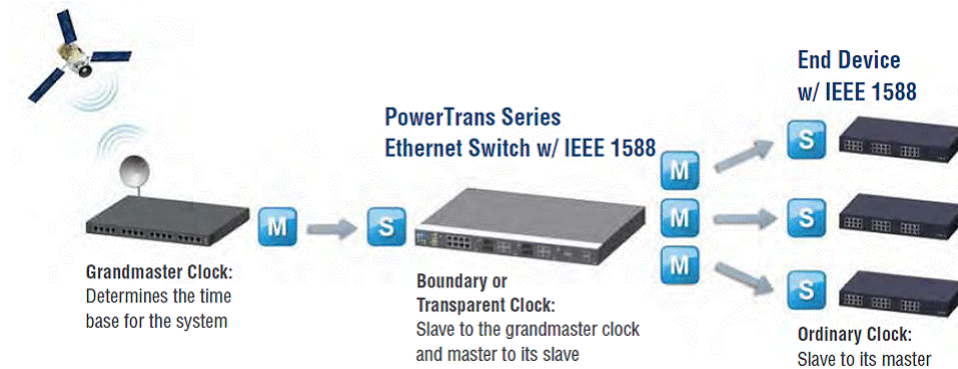 End Device
w/ IEEE 1588
PowerTrans Series
Ethernet Switch w/ IEEE 1588
M
S
M
M
M
S
S
S
Grandmaster Clock:
Determines the time
base for the system
Boundary or
Transparent Clock:
Slave to the grandmaster clock
and master to its slave
Ordinary Clock:
Slave to its master